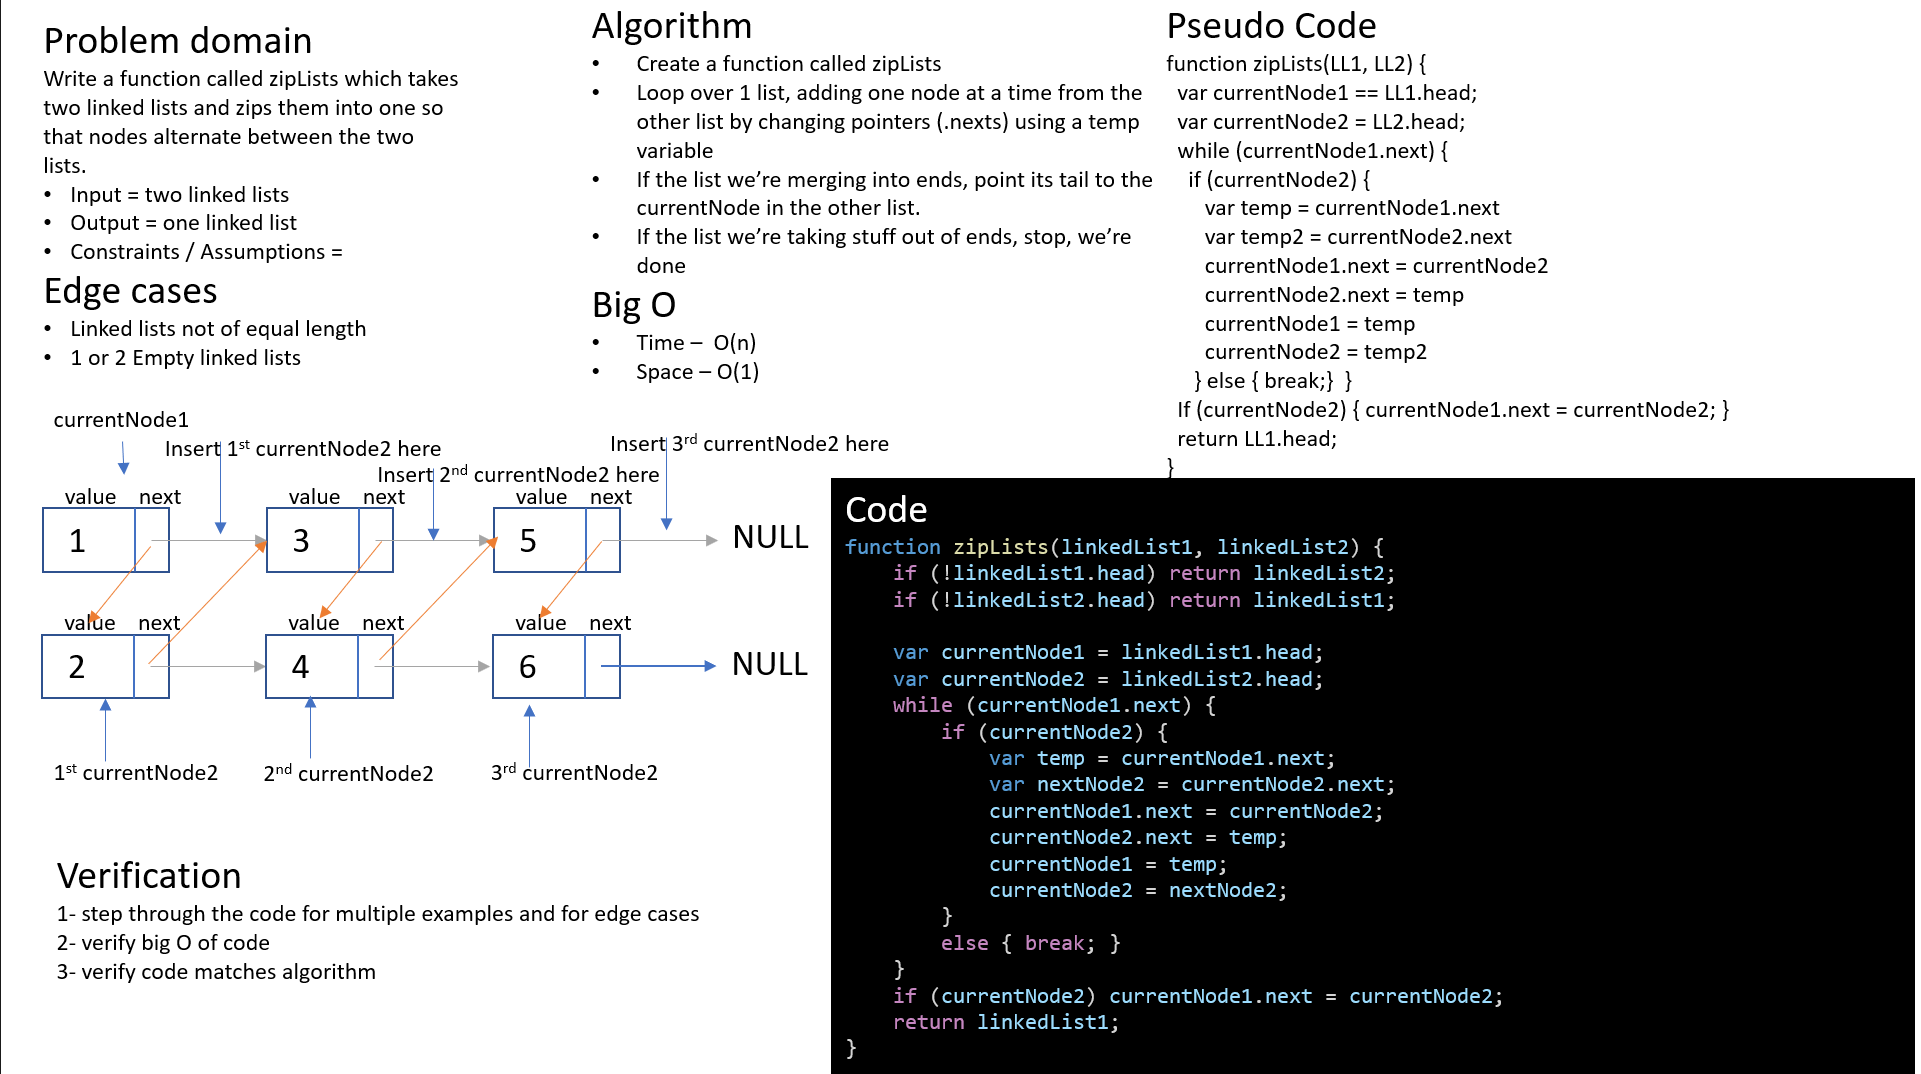 Problem domain
Write a function called zipLists which takes
two linked lists and zips them into one so
that nodes alternate between the two
lists.
• Input = two linked lists
• Output = one linked list
• Constraints / Assumptions =
Edge cases
• Linked lists not of equal length
• 1 or 2 Empty linked lists
Algorithm
• Create a function called zipLists
• Loop over 1 list, adding one node at a time from the
other list by changing pointers (.nexts) using a temp
variable
• If the list we’re merging into ends, point its tail to the
currentNode in the other list.
• If the list we’re taking stuff out of ends, stop, we’re
done
Big O
• Time – O(n)
• Space – O(1)
Pseudo Code
function zipLists(LL1, LL2) {
var currentNode1 == LL1.head;
var currentNode2 = LL2.head;
while (currentNode1.next) {
if (currentNode2) {
var temp = currentNode1.next
var temp2 = currentNode2.next
currentNode1.next = currentNode2
currentNode2.next = temp
currentNode1 = temp
currentNode2 = temp2
} else { break;} }
If (currentNode2) { currentNode1.next = currentNode2; }
return LL1.head;
}
currentNode1
Insert 1st currentNode2 here
Insert 2nd currentNode2 here
Insert 3rd currentNode2 here
value next value next value next
1 3 5 NULL
value next value next value next
2 4 6 NULL
1st currentNode2 2nd currentNode2 3rd currentNode2
Verification
1- step through the code for multiple examples and for edge cases
2- verify big O of code
3- verify code matches algorithm
Code
function zipLists(linkedList1, linkedList2) {
if (!linkedList1.head) return linkedList2;
if (!linkedList2.head) return linkedList1;
var currentNode1 = linkedList1.head;
var currentNode2 = linkedList2.head;
while (currentNode1.next) {
if (currentNode2) {
var temp = currentNode1.next;
var nextNode2 = currentNode2.next;
currentNode1.next = currentNode2;
currentNode2.next = temp;
currentNode1 = temp;
currentNode2 = nextNode2;
}
else { break; }
}
if (currentNode2) currentNode1.next = currentNode2;
return linkedList1;
}